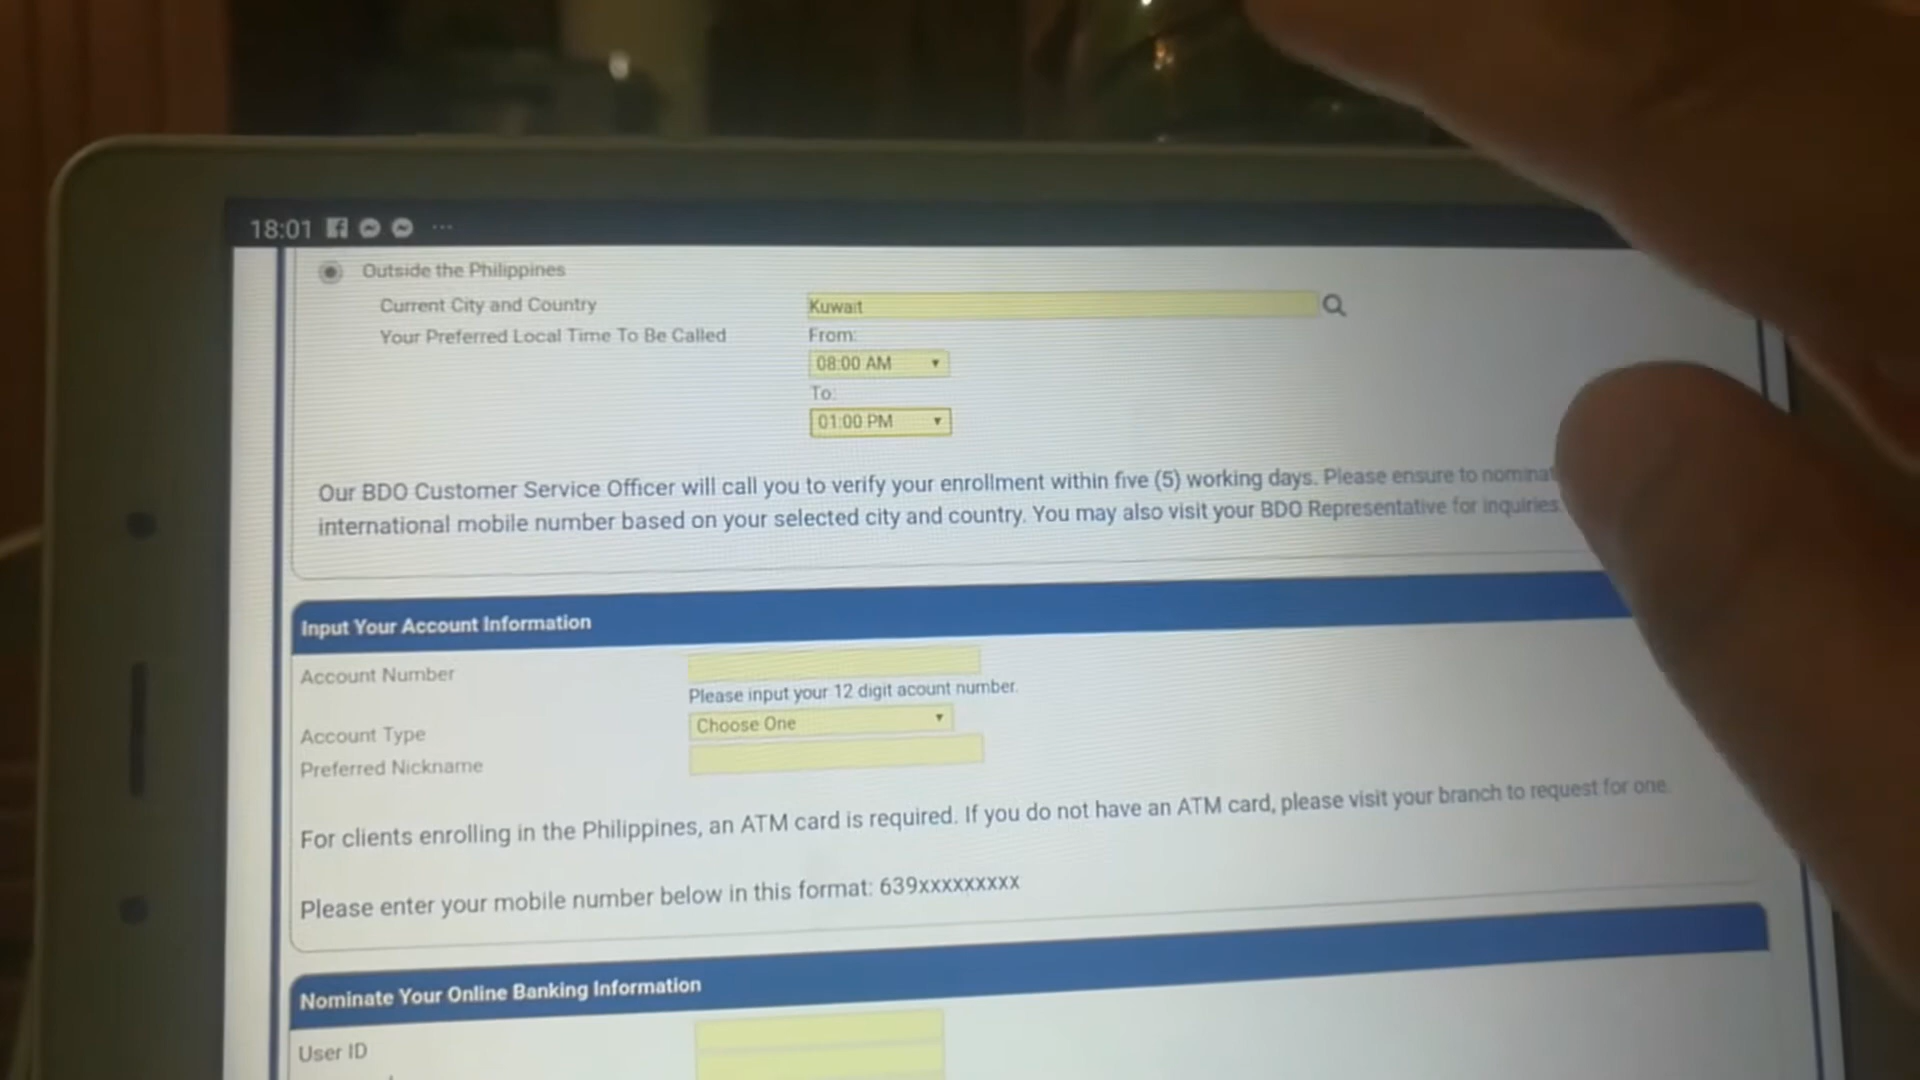 18:01
Outside the Philippines
Current City and Country
Kuwait
Your Preferred Local Time To Be Called
From:
08:00 AM
To:
01:00 PM
Our BDO Customer Service Officer will call you to verify your enrollment within five (5) working days. Please ensure to
international mobile number based on your selected city and country. You may also visit your BDO Representative for inquiries.
Input Your Account Information
Account Number
Please input your 12 digit acount number.
Account Type
Choose One
Preferred Nickname
For clients enrolling in the Philippines, an ATM card is required. If you do not have an ATM card, please visit your branch to request for one.
Please enter your mobile number below in this format: 639xxxxxxxxx
Nominate Your Online Banking Information
User ID